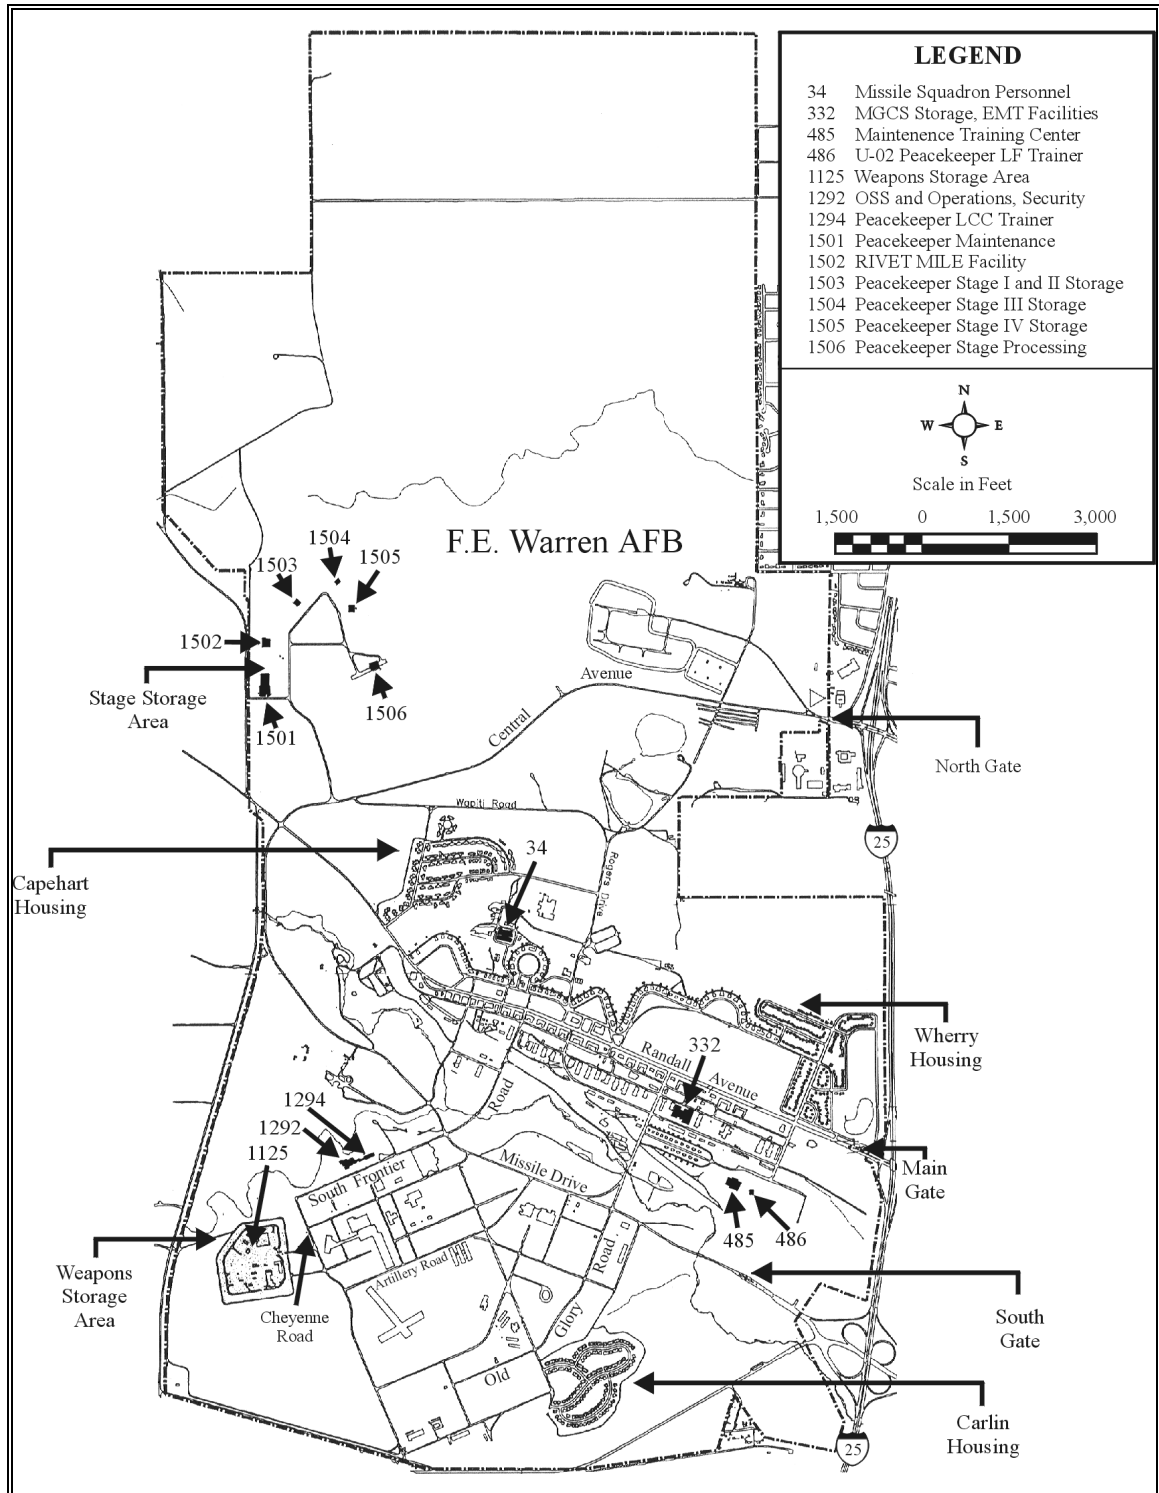 LEGEND
34 Missile Squadron Personnel
332 MGCS Storage, EMT Facilities
485 Maintenence Training Center
486 U-02 Peacekeeper LF Trainer
1125 Weapons Storage Area
1292 OSS and Operations, Security
1294 Peacekeeper LCC Trainer
1501 Peacekeeper Maintenance
1502 RIVET MILE Facility
1503 Peacekeeper Stage I and II Storage
1504 Peacekeeper Stage III Storage
1505 Peacekeeper Stage IV Storage
1506 Peacekeeper Stage Processing
N
W E
S
Scale in Feet
1,500 0 1,500 3,000
F.E. Warren AFB
1504
1503
1505
1502
Stage Storage
Area
1506
1501
Avenue
Central
North Gate
Wapiti Road
25
34
Rogers Drive
Capehart
Housing
Wherry
Housing
332
Randall
Avenue
Road
1294
1292
1125
South Frontier
Missile Drive
Main
Gate
485
486
Weapons
Storage
Area
Artillery Road
Road
Cheyenne
Road
Glory
South
Gate
Old
Carlin
Housing
25